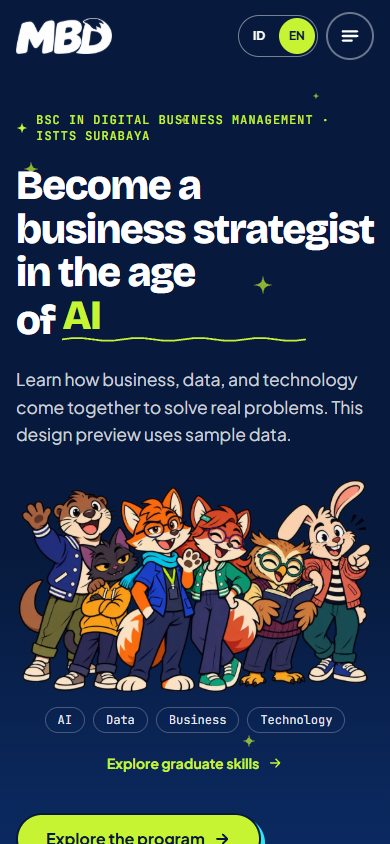 MBD
ID EN
BSC IN DIGITAL BUSINESS MANAGEMENT ·
ISTTS SURABAYA
Become a
business strategist
in the age
of AI
Learn how business, data, and technology
come together to solve real problems. This
design preview uses sample data.
AI Data Business Technology
Explore graduate skills →
Explore the program →